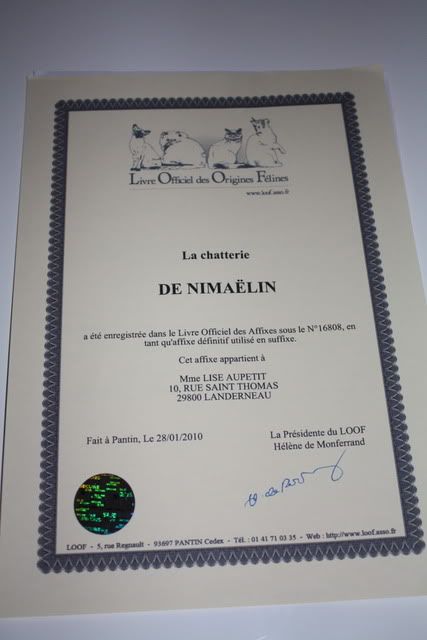 Livre Officiel des Origines Félines
www.loof.asso.fr
La chatterie
DE NIMAËLIN
a été enregistrée dans le Livre Officiel des Affixes sous le N°16808, en
tant qu'affixe définitif utilisé en suffixe.
Cet affixe appartient à
Mme LISE AUPETIT
10, RUE SAINT THOMAS
29800 LANDERNEAU
Fait à Pantin, Le 28/01/2010
La Présidente du LOOF
Hélène de Monferrand
LOOF - 5, rue Regnault - 93697 PANTIN Cedex - Tél. : 01 41 71 03 35 - Web : http://www.loof.asso.fr